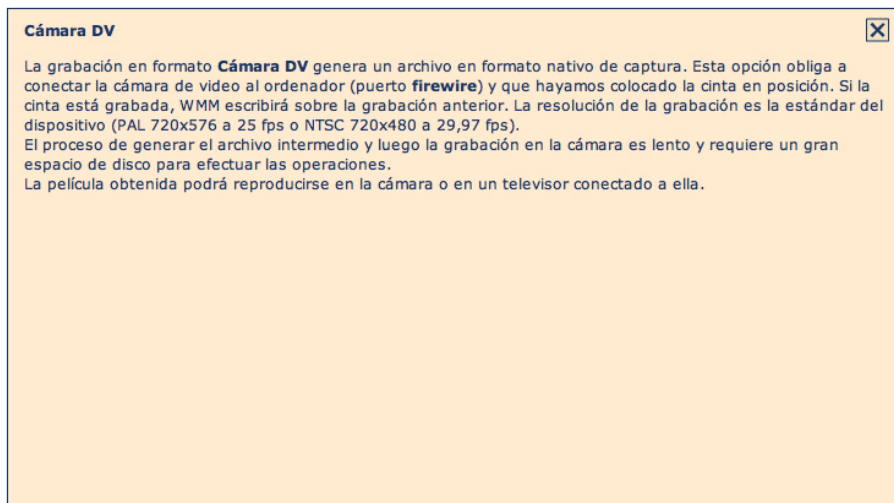 Cámara DV
La grabación en formato Cámara DV genera un archivo en formato nativo de captura. Esta opción obliga a
conectar la cámara de video al ordenador (puerto firewire) y que hayamos colocado la cinta en posición. Si la
cinta está grabada, WMM escribirá sobre la grabación anterior. La resolución de la grabación es la estándar del
dispositivo (PAL 720x576 a 25 fps o NTSC 720x480 a 29,97 fps).
El proceso de generar el archivo intermedio y luego la grabación en la cámara es lento y requiere un gran
espacio de disco para efectuar las operaciones.
La película obtenida podrá reproducirse en la cámara o en un televisor conectado a ella.